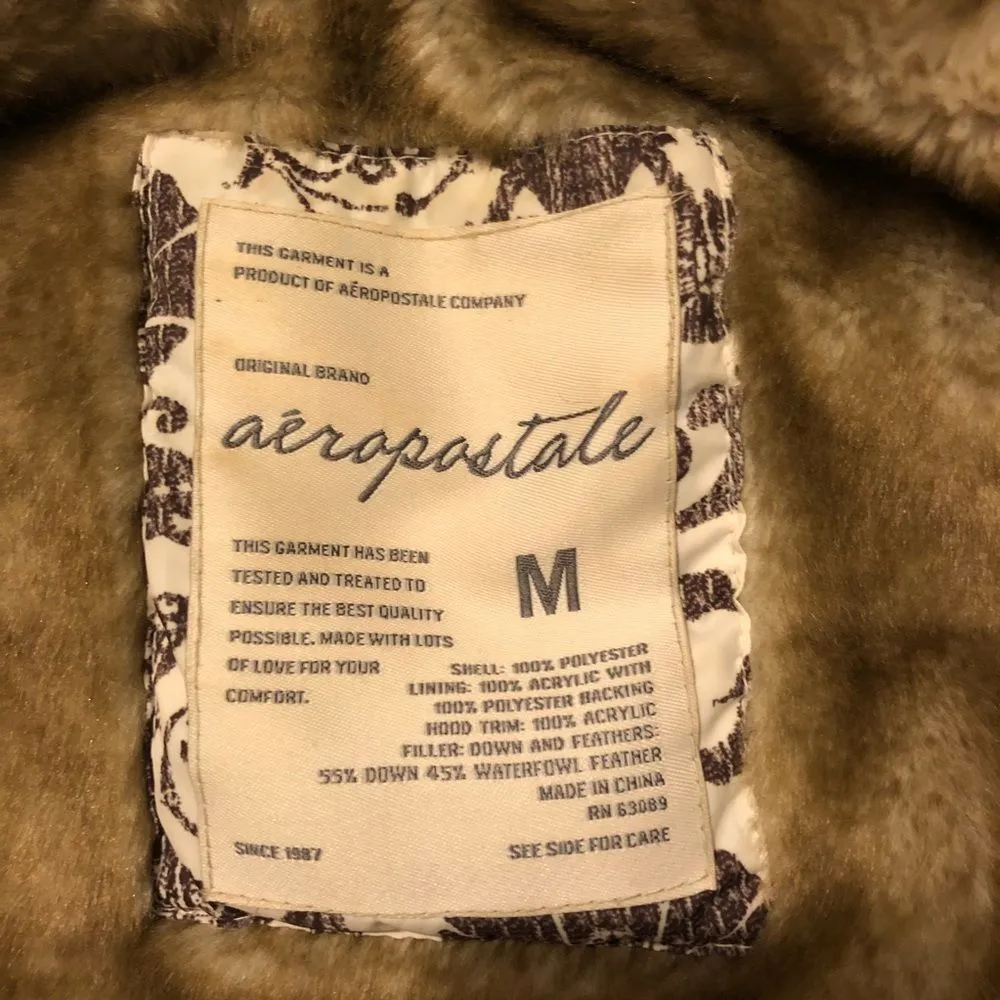 THIS GARMENT IS A
PRODUCT OF AÉROPOSTALE COMPANY
ORIGINAL BRAND
aéropostale
THIS GARMENT HAS BEEN
TESTED AND TREATED TO
ENSURE THE BEST QUALITY
POSSIBLE. MADE WITH LOTS
OF LOVE FOR YOUR
COMFORT.
M
SHELL: 100% POLYESTER
LINING: 100% ACRYLIC WITH
100% POLYESTER BACKING
HOOD TRIM: 100% ACRYLIC
FILLER: DOWN AND FEATHERS:
55% DOWN 45% WATERFOWL FEATHER
MADE IN CHINA
RN 63089
SINCE 1987
SEE SIDE FOR CARE